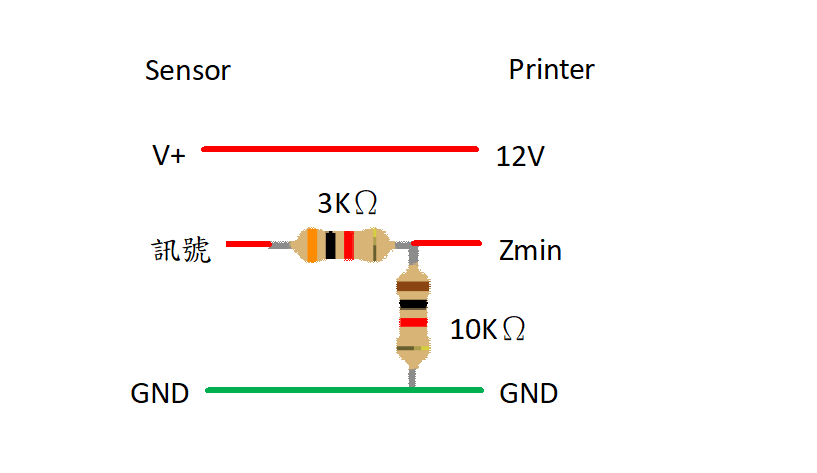 Sensor Printer
V+ 12V
3KΩ
訊號 Zmin
10KΩ
GND GND